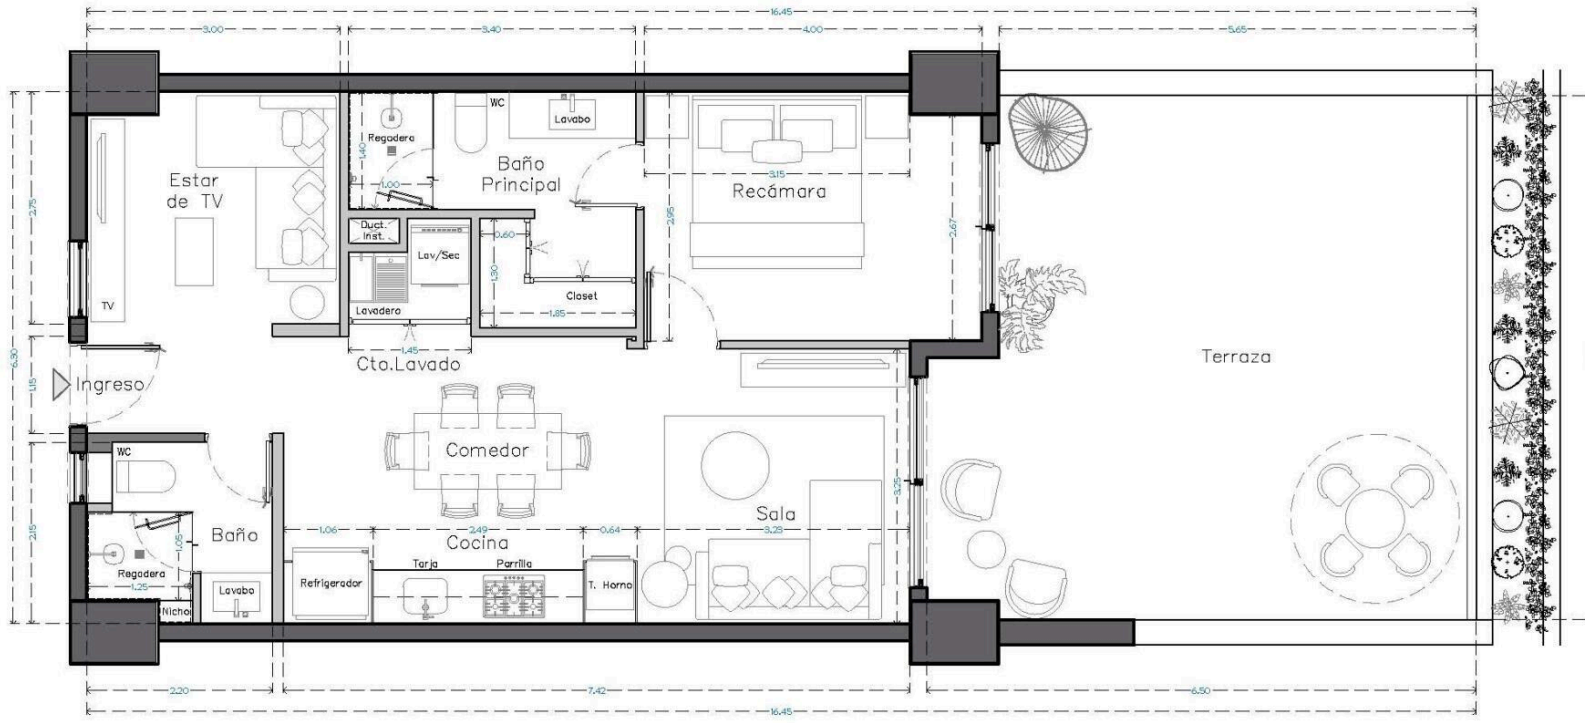 16.45
3.00
3.40
4.00
5.65
WC
Lavabo
Regadera
1.40
1.00
Baño
Principal
3.15
Recámara
Estar
de TV
2.75
2.95
2.67
Duct.
Inst.
0.60
Lav/Sec
1.30
Closet
TV
Lavadero
1.85
6.30
1.45
Cto.Lavado
Terraza
1.15
Ingreso
WC
Comedor
3.25
2.15
Baño
1.05
1.06
2.49
0.64
3.23
Sala
Cocina
Tarja
Parrilla
Regadera
1.25
Refrigerador
T. Horno
Lavabo
Nicho
2.20
7.42
6.50
16.45